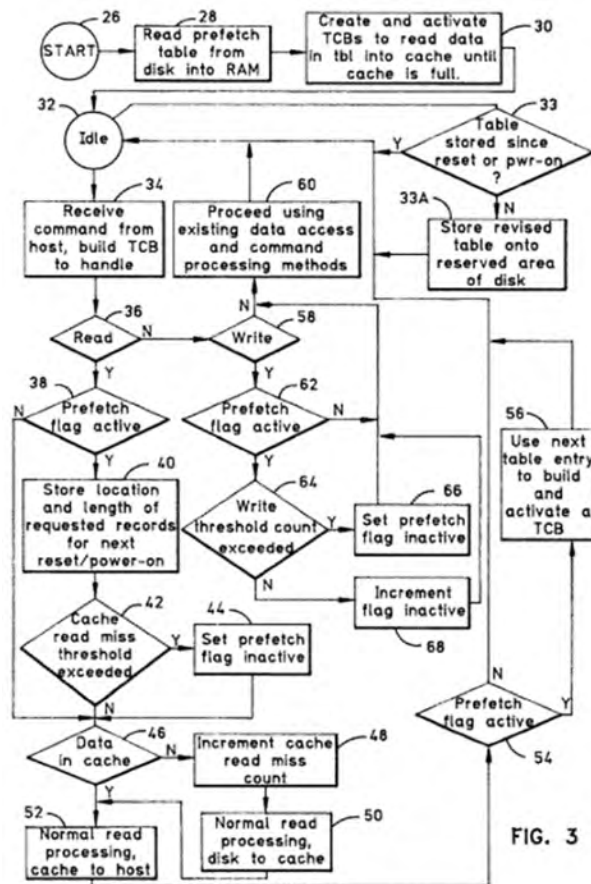 26
START
28
Read prefetch
table from
disk into RAM
30
Create and activate
TCBs to read data
in tbl into cache until
cache is full.
32
Idle
33
Table
stored since
reset or pwr-on
?
Y
N
33A
Store revised
table onto
reserved area
of disk
34
Receive
command from
host, build TCB
to handle
60
Proceed using
existing data access
and command
processing methods
N
36
Read
N
Y
58
Write
Y
38
Prefetch
flag active
N
Y
62
Prefetch
flag active
N
Y
40
Store location
and length of
requested records
for next
reset/power-on
64
Write
threshold count
exceeded
Y
N
66
Set prefetch
flag inactive
56
Use next
table entry
to build
and
activate a
TCB
42
Cache
read miss
threshold
exceeded
Y
N
44
Set prefetch
flag inactive
Increment
flag inactive
68
N
Prefetch
flag active
Y
54
46
Data
in cache
N
Y
48
Increment cache
read miss
count
50
Normal read
processing,
disk to cache
52
Normal read
processing,
cache to host
FIG. 3